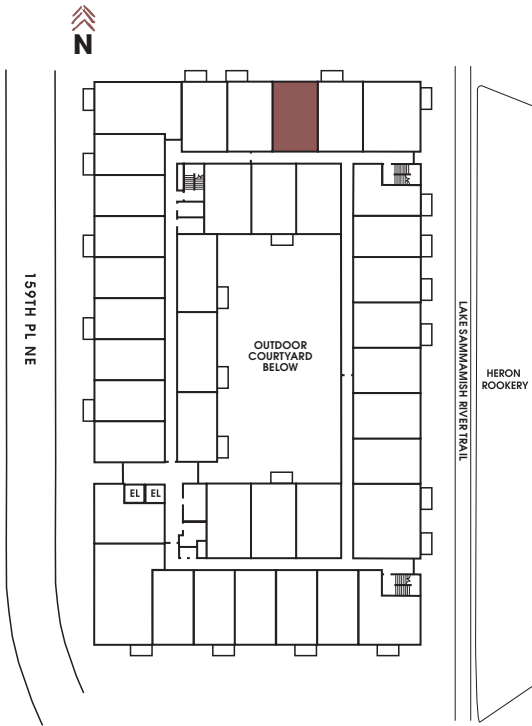 N
159TH PL NE
OUTDOOR
COURTYARD
BELOW
LAKE SAMMAMISH RIVER TRAIL
HERON
ROOKERY
EL
EL